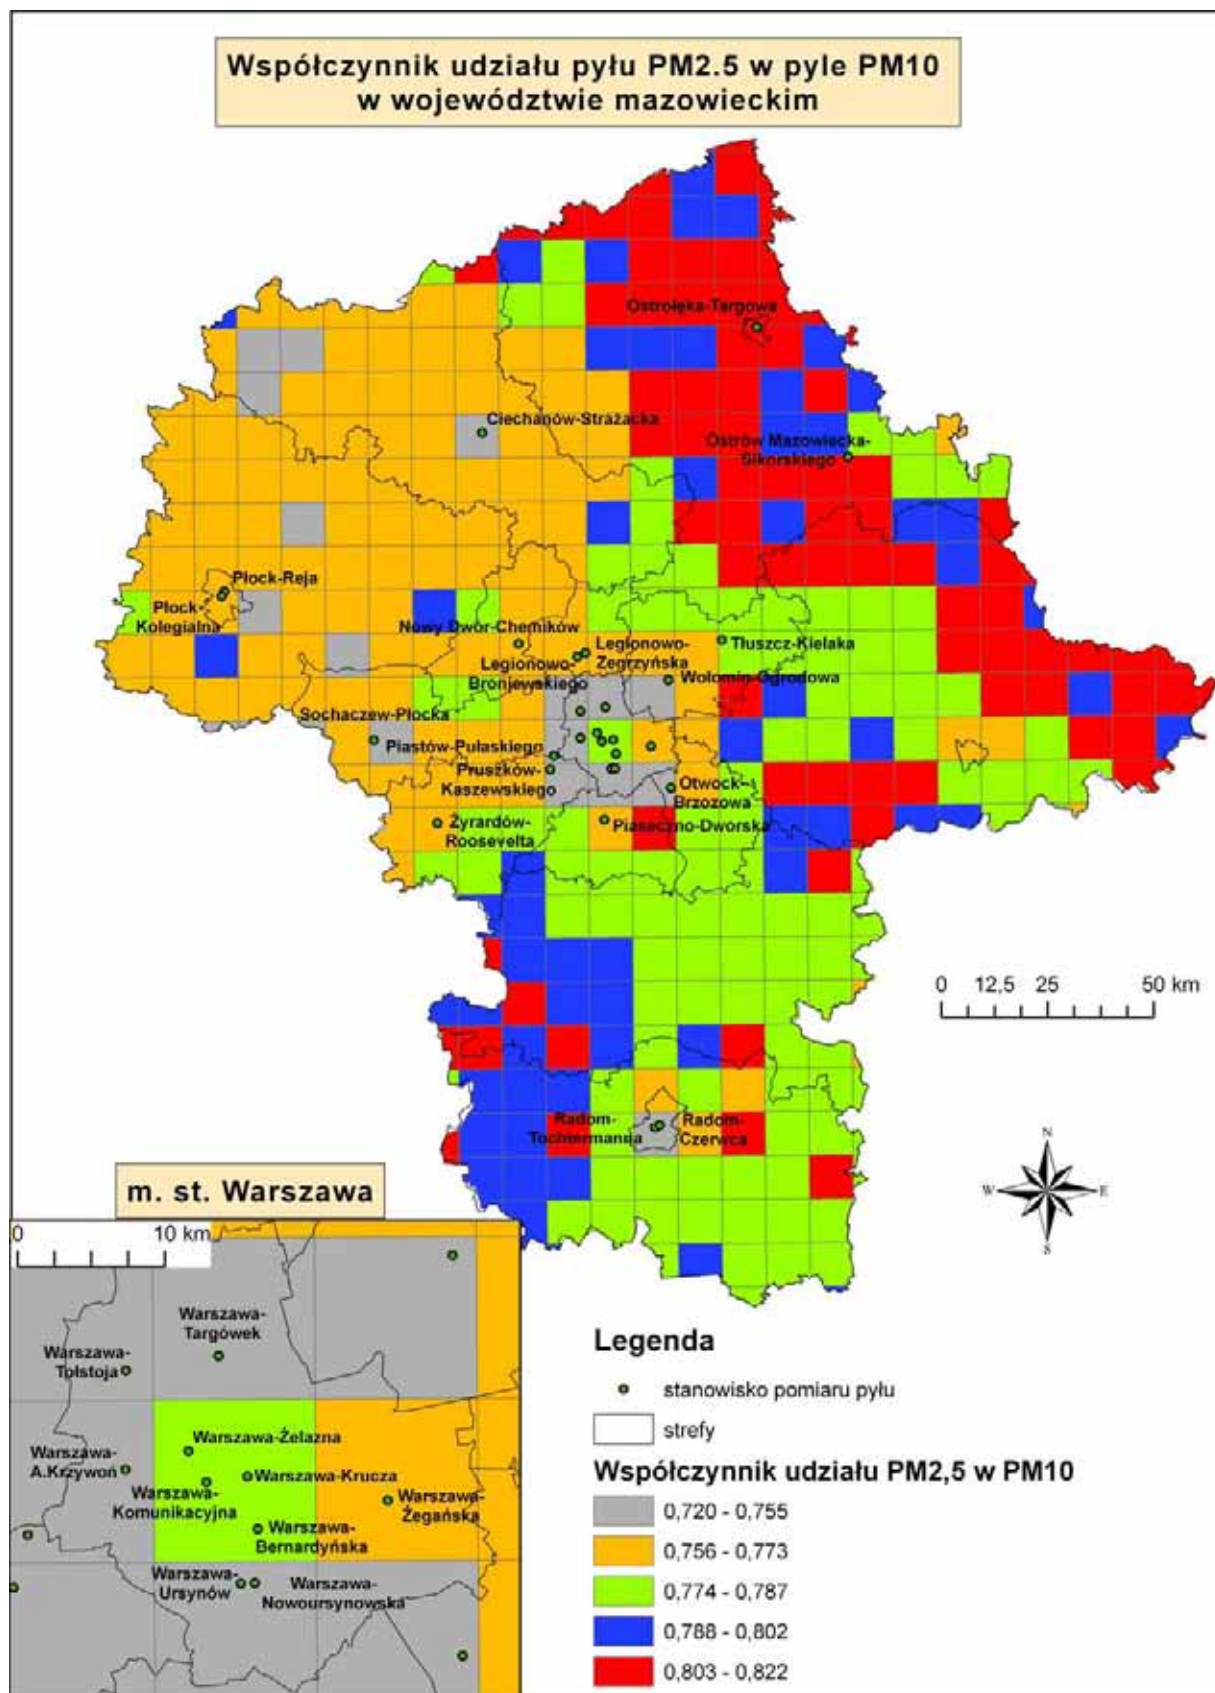 Współczynnik udziału pyłu PM2.5 w pyle PM10
w województwie mazowieckim
Ostrołęka-Targowa
Ciechanów-Strażacka
Ostrów Mazowiecka-
Sikorskiego
Płock-Reja
Płock-
Kolegialna
Nowy Dwór-Chemików
Legionowo-
Zegrzyńska
Tłuszcz-Kielaka
Legionowo-
Broniewskiego
Wołomin-Ogrodowa
Sochaczew-Płocka
Piastów-Pułaskiego
Pruszków-
Kaszewskiego
Otwock-
Brzozowa
Żyrardów-
Roosevelta
Piaseczno-Dworska
0 12,5 25 50 km
Radom-
Tochtermanna
Radom-
Czerwca
N
W E
S
m. st. Warszawa
0 10 km
Warszawa-
Targówek
Warszawa-
Tołstoja
Warszawa-Żelazna
Warszawa-
A.Krzywoń
Warszawa-Krucza
Warszawa-
Komunikacyjna
Warszawa-
Żegańska
Warszawa-
Bernardyńska
Warszawa-
Ursynów
Warszawa-
Nowoursynowska
Legenda
stanowisko pomiaru pyłu
strefy
Współczynnik udziału PM2,5 w PM10
0,720 - 0,755
0,756 - 0,773
0,774 - 0,787
0,788 - 0,802
0,803 - 0,822